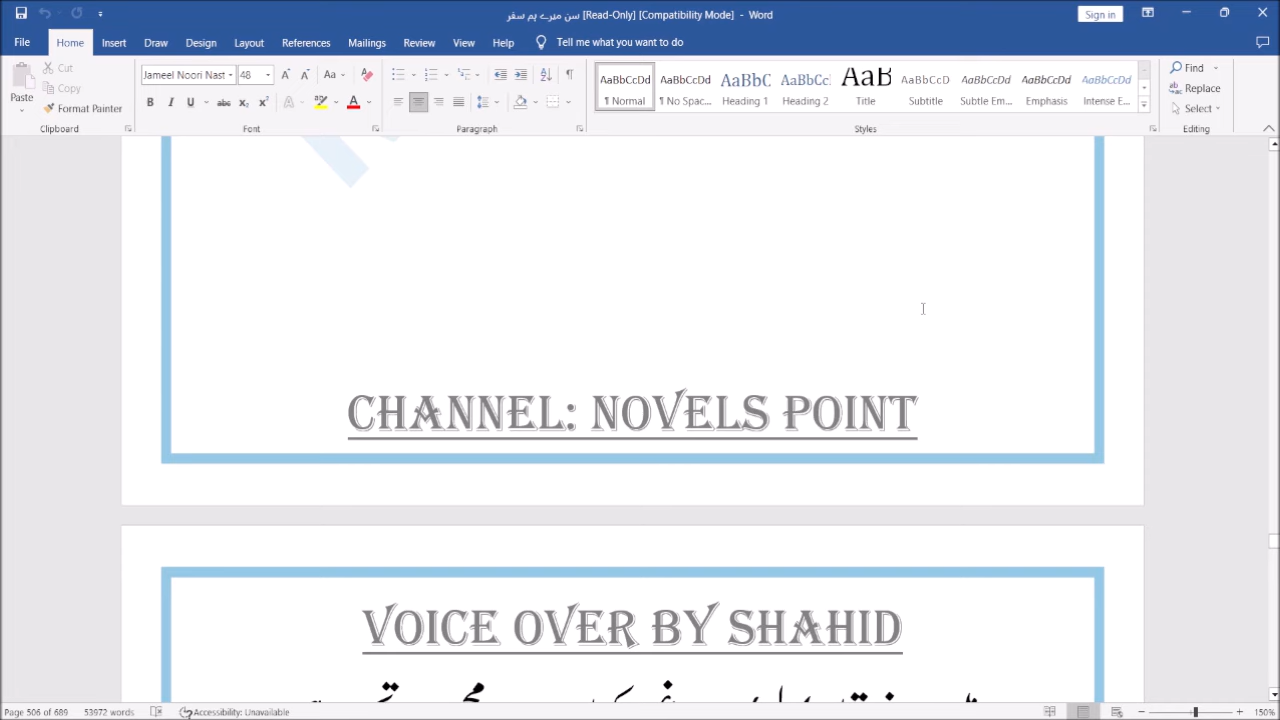 سن میرے ہم سفر [Read-Only] [Compatibility Mode] - Word
Sign in
File Home Insert Draw Design Layout References Mailings Review View Help Tell me what you want to do
Paste
Cut
Copy
Format Painter
Clipboard
Jameel Noori Nast 48
Font
Paragraph
AaBbCcDd AaBbCcDd AaBbC AaBbCc AaB AaBbCcD AaBbCcDd AaBbCcDd AaBbCcDd
¶ Normal ¶ No Spac... Heading 1 Heading 2 Title Subtitle Subtle Em... Emphasis Intense E...
Styles
Find
Replace
Select
Editing
CHANNEL: NOVELS POINT
VOICE OVER BY SHAHID
Page 506 of 689 53972 words Accessibility: Unavailable 150%